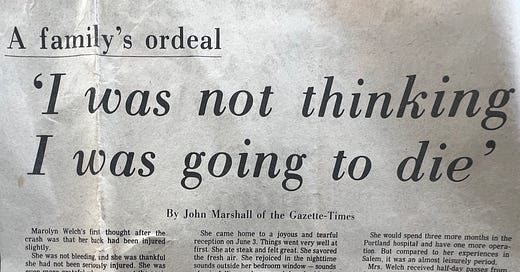 A family's ordeal
'I was not thinking
I was going to die'
By John Marshall of the Gazette-Times
Marolyn Welch's first thought after the
crash was that her back had been injured
slightly.
She was not bleeding, and she was thankful
she had not been seriously injured. She was
She came home to a joyous and tearful
reception on June 3. Things went very well at
first. She ate steak and felt great. She savored
the fresh air. She rejoiced in the nighttime
sounds outside her bedroom window — sounds
She would spend three more months in the
Portland hospital and have one more opera-
tion. But compared to her experiences in
Salem, it was an almost leisurely period.
Mrs. Welch received half-day passes from